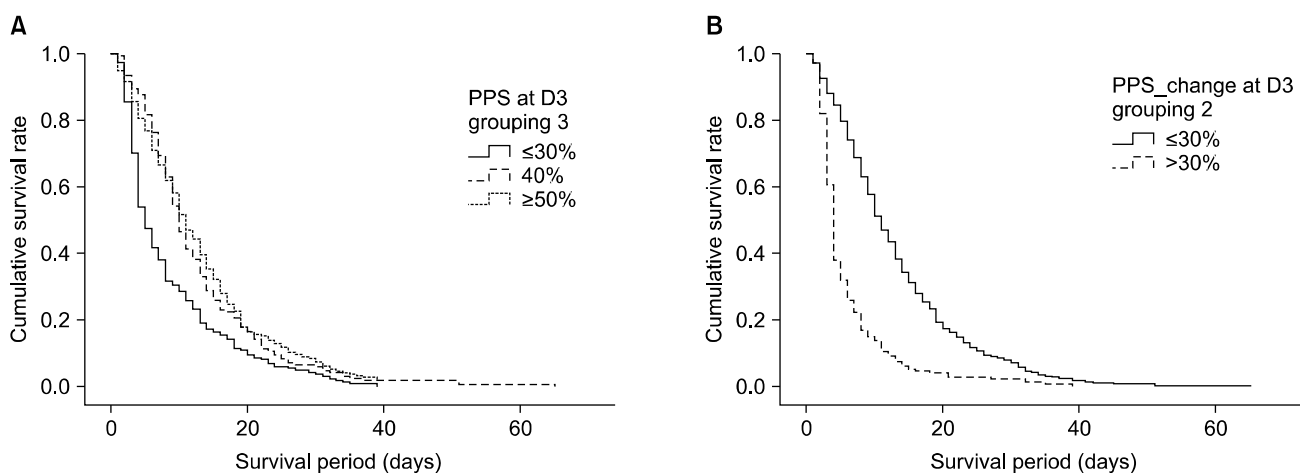 A
1.0
0.8
0.6
0.4
0.2
0.0
Cumulative survival rate
0
20
40
60
Survival period (days)
PPS at D3
grouping 3
≤30%
40%
≥50%
B
1.0
0.8
0.6
0.4
0.2
0.0
Cumulative survival rate
0
20
40
60
Survival period (days)
PPS_change at D3
grouping 2
≤30%
>30%